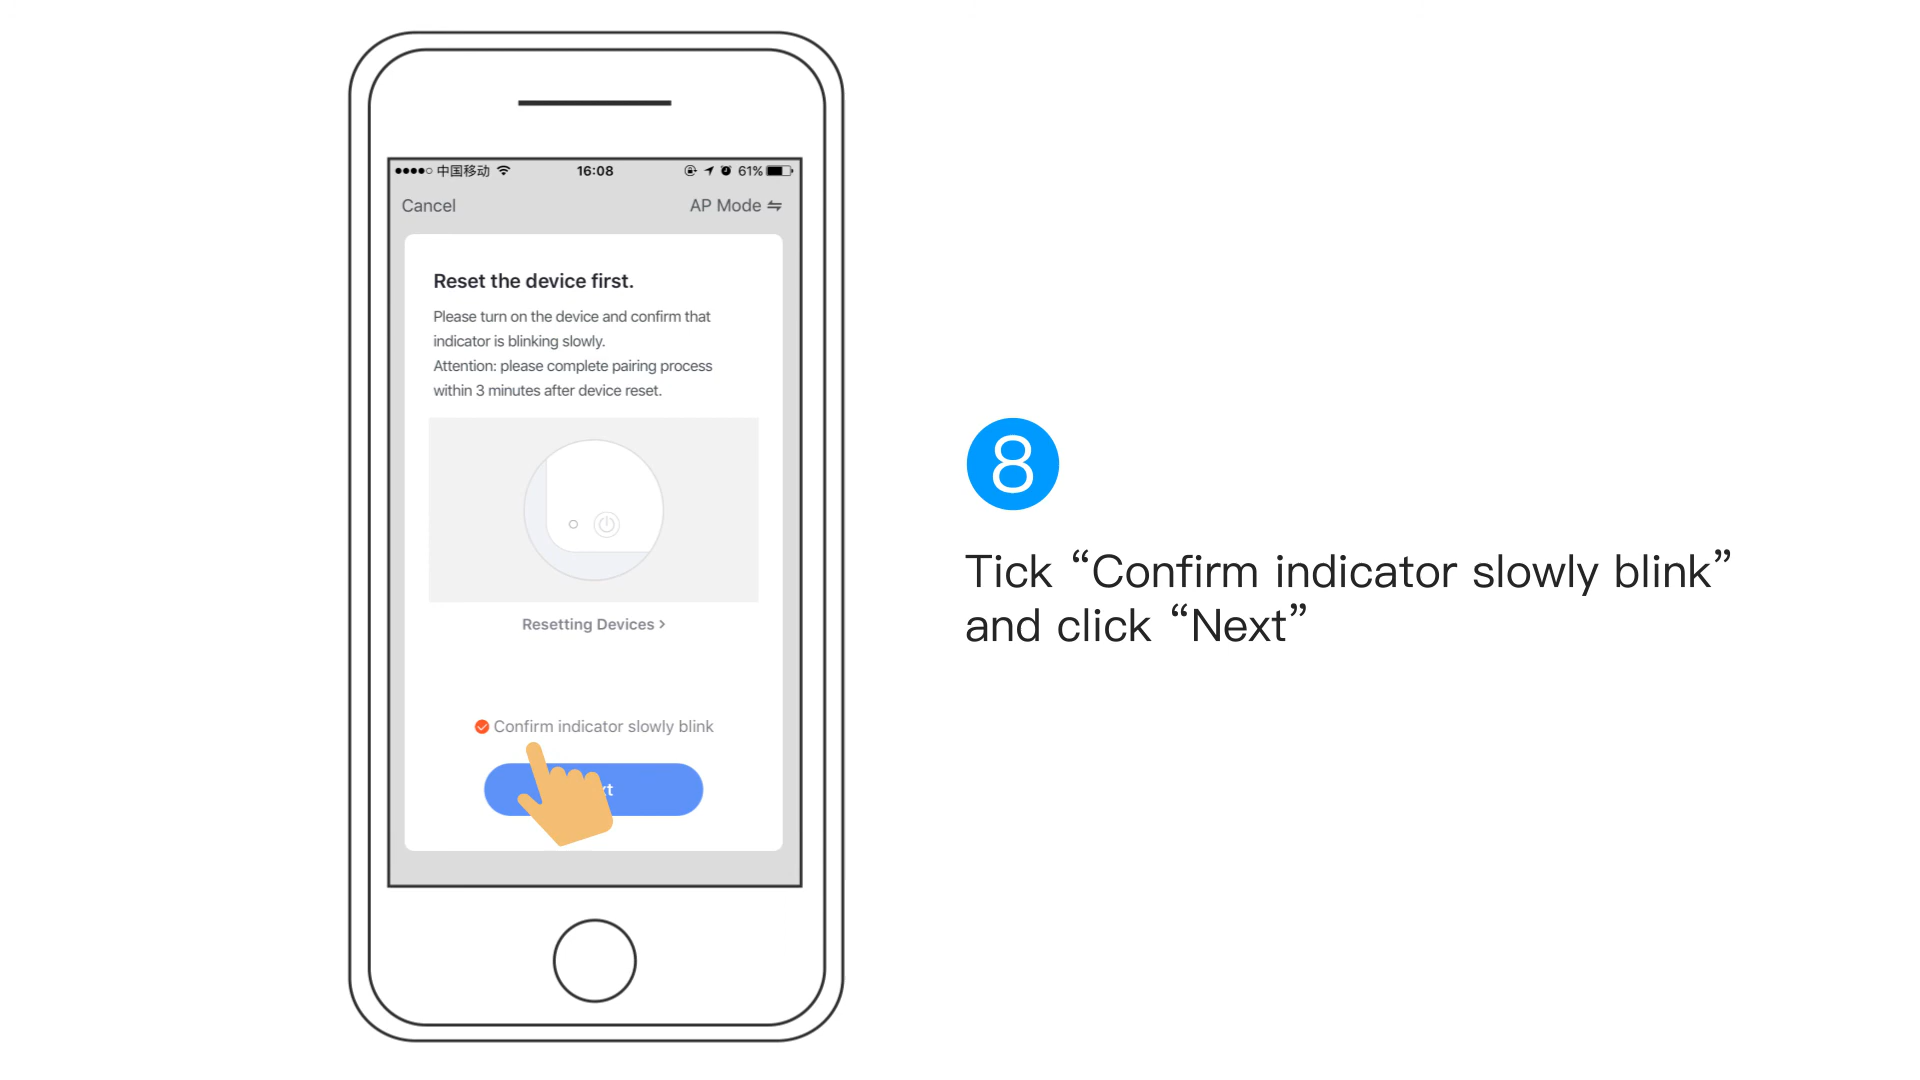 中国移动 16:08 61%
Cancel AP Mode
Reset the device first.
Please turn on the device and confirm that
indicator is blinking slowly.
Attention: please complete pairing process
within 3 minutes after device reset.
Resetting Devices >
Confirm indicator slowly blink
8
Tick “Confirm indicator slowly blink”
and click “Next”